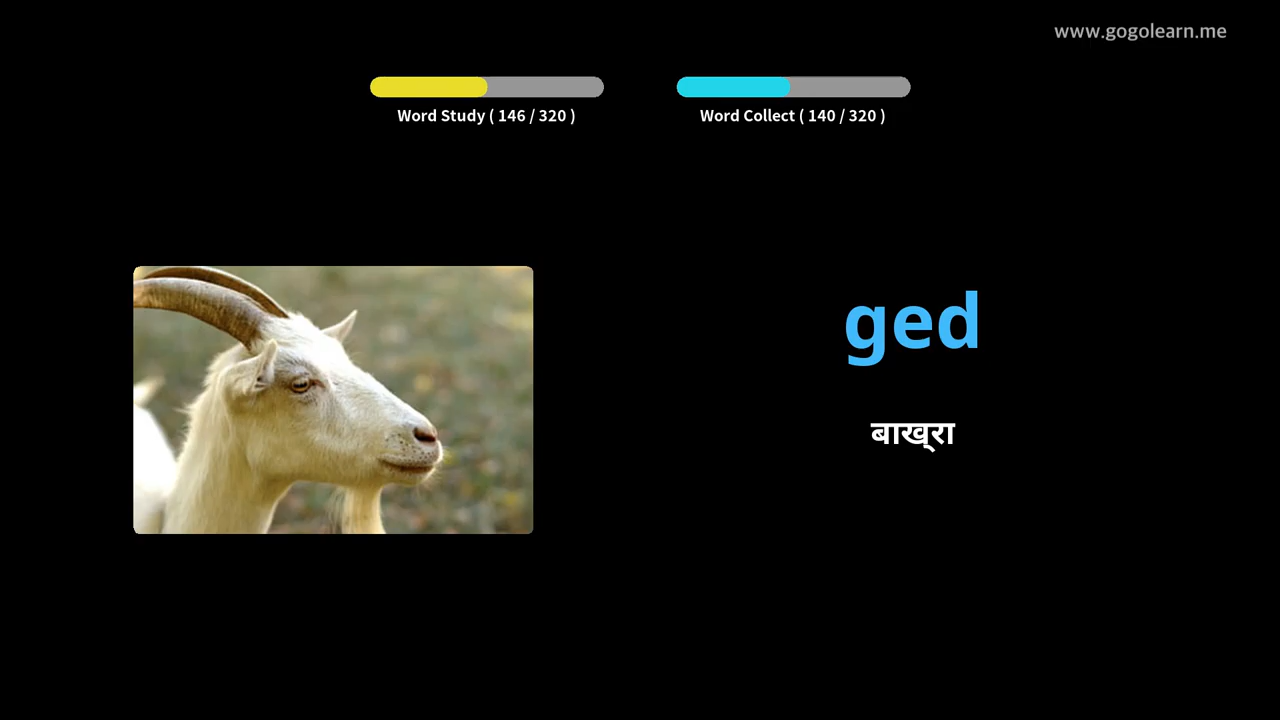 www.gogolearn.me
Word Study ( 146 / 320 )
Word Collect ( 140 / 320 )
ged
बाख्रा